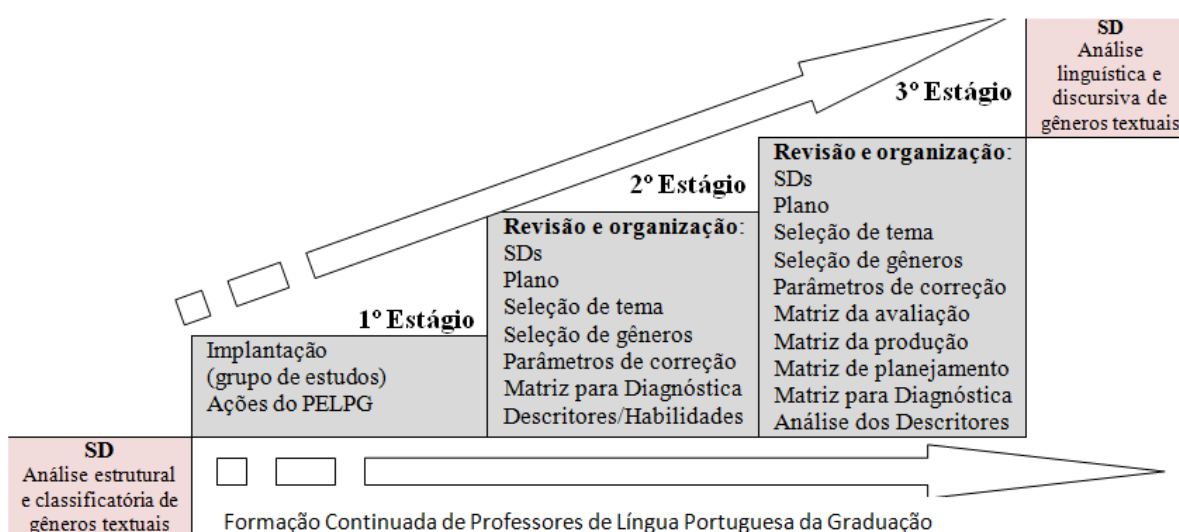 SD
Análise
linguística e
discursiva de
gêneros textuais
3º Estágio
Revisão e organização:
SDs
Plano
Seleção de tema
Seleção de gêneros
Parâmetros de correção
Matriz da avaliação
Matriz da produção
Matriz de planejamento
Matriz para Diagnóstica
Análise dos Descritores
2º Estágio
Revisão e organização:
SDs
Plano
Seleção de tema
Seleção de gêneros
Parâmetros de correção
Matriz para Diagnóstica
Descritores/Habilidades
1º Estágio
Implantação
(grupo de estudos)
Ações do PELPG
SD
Análise estrutural
e classificatória de
gêneros textuais
Formação Continuada de Professores de Língua Portuguesa da Graduação